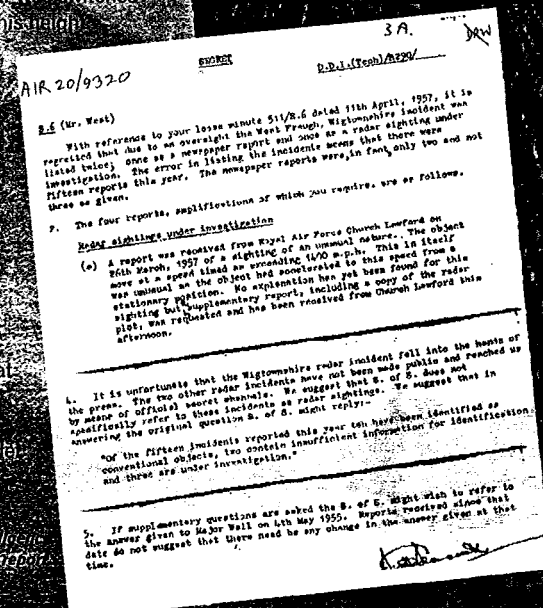 his height
3A.
DRW
AIR 20/9320
SECRET
D.D.I.(Tech)/S290/
S.6 (Mr. West)
With reference to your loose minute 511/S.6 dated 11th April, 1957, it is
regretted that due to an oversight the West Freugh, Wigtownshire incident was
listed twice; once as a newspaper report and once as a radar sighting under
investigation. The error in listing the incidents means that there were
fifteen reports this year. The newspaper reports were, in fact, only two and not
three as given.
2. The four reports, amplifications of which you require, are as follows.
Radar sightings under investigation
(a) A report was received from Royal Air Force Church Lawford on
26th March, 1957 of a sighting of an unusual nature. The object
move at a speed timed as exceeding 1400 m.p.h. This in itself
was unusual as the object had accelerated to this speed from a
stationary position. No explanation has yet been found for this
sighting but supplementary report, including a copy of the radar
plot, was requested and has been received from Church Lawford this
afternoon.
4. It is unfortunate that the Wigtownshire radar incident fell into the hands of
the press. The two other radar incidents have not been made public and reached us
by means of official secret channels. We suggest that S. of S. does not
specifically refer to these incidents as radar sightings. We suggest that in
answering the original question S. of S. might reply:-
"Of the fifteen incidents reported this year ten have been identified as
conventional objects, two contain insufficient information for identification
and three are under investigation."
5. If supplementary questions are asked the S. of S. might wish to refer to
the answer given to Major Wall on 4th May 1955. Reports received since that
date do not suggest that there need be any change in the answer given at that
time.